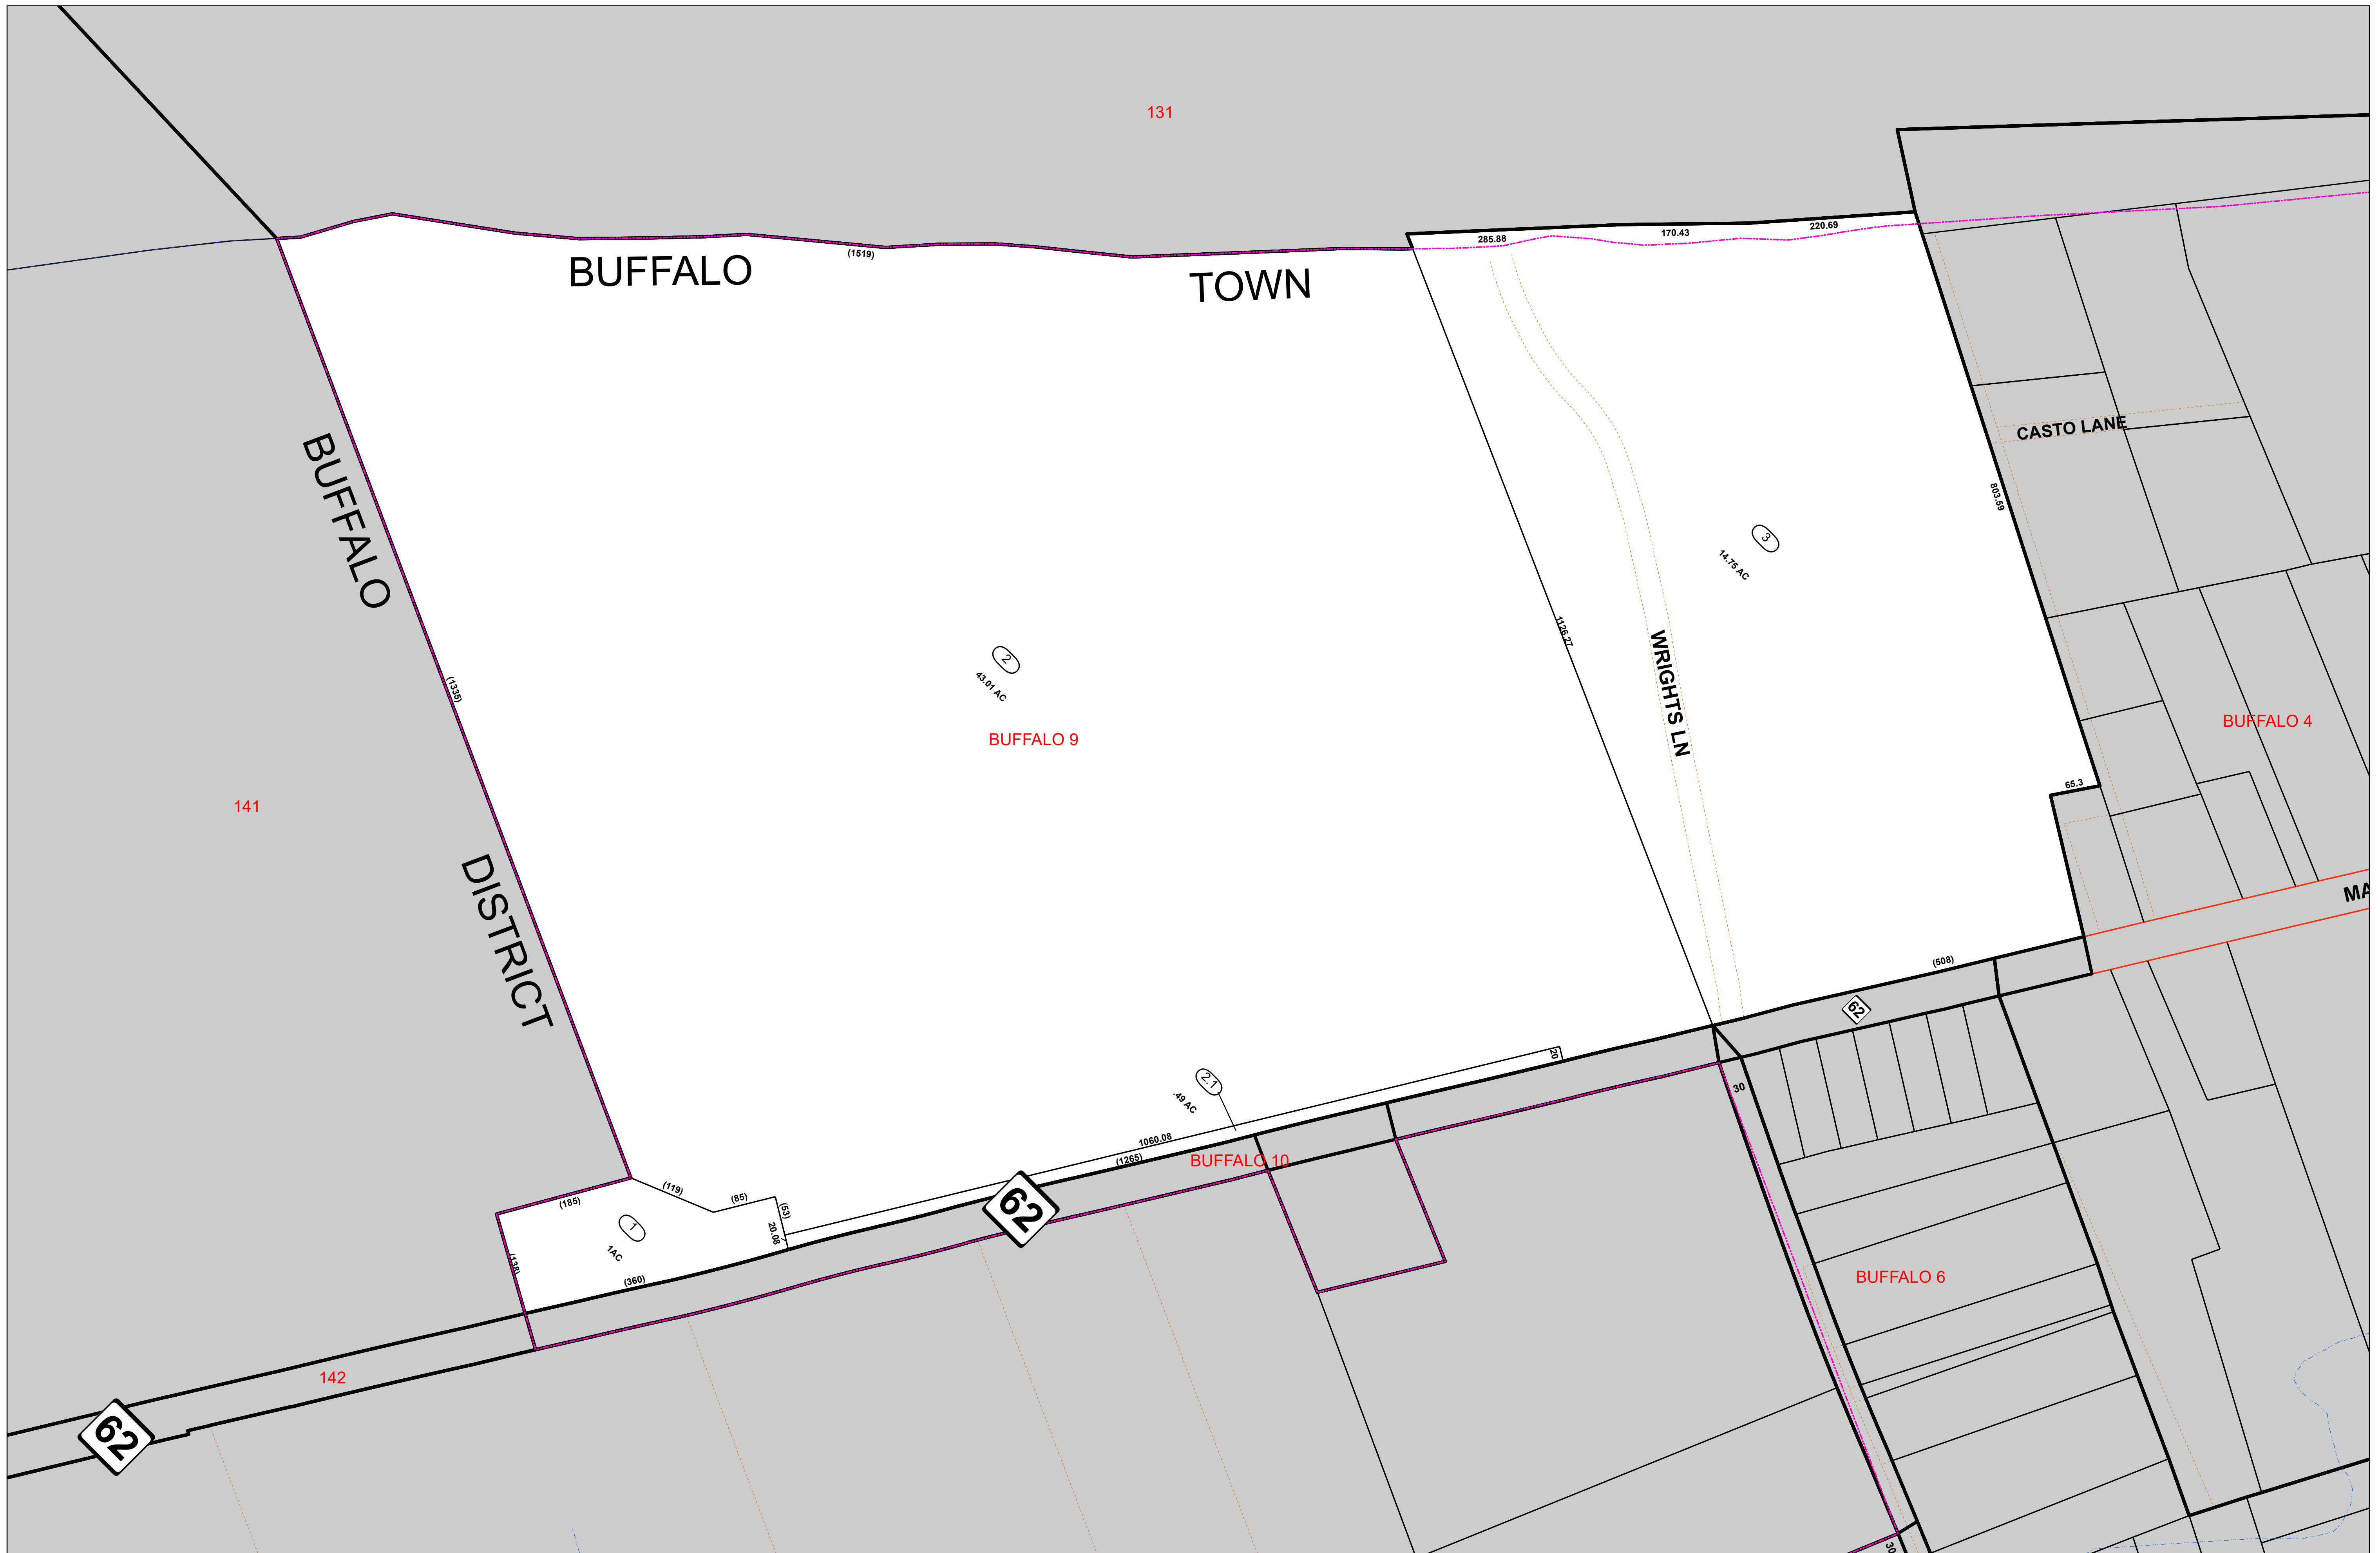 131
285.88
170.43
220.69
(1519)
BUFFALO
TOWN
CASTO LANE
803.59
BUFFALO
3
14.75 AC
1126.27
WRIGHTS LN
2
43.01 AC
BUFFALO 9
(1335)
BUFFALO 4
141
65.3
DISTRICT
MA
(508)
62
20
2.1
.49 AC
30
1060.08
(1265)
BUFFALO 10
(119)
(85)
(53)
20.08
(185)
62
1
1AC
(138)
(360)
BUFFALO 6
142
62
30